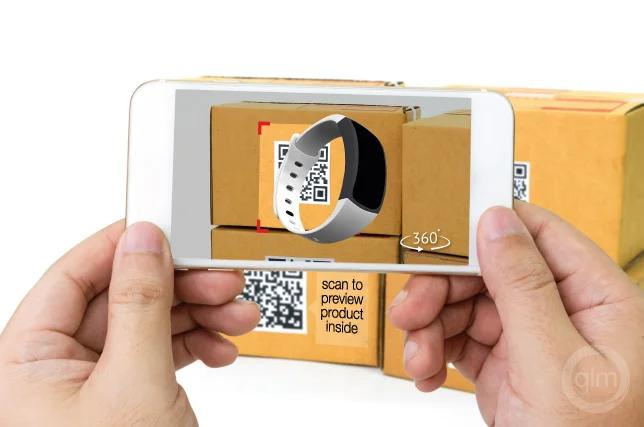 360°
scan to
preview
product
inside
glm